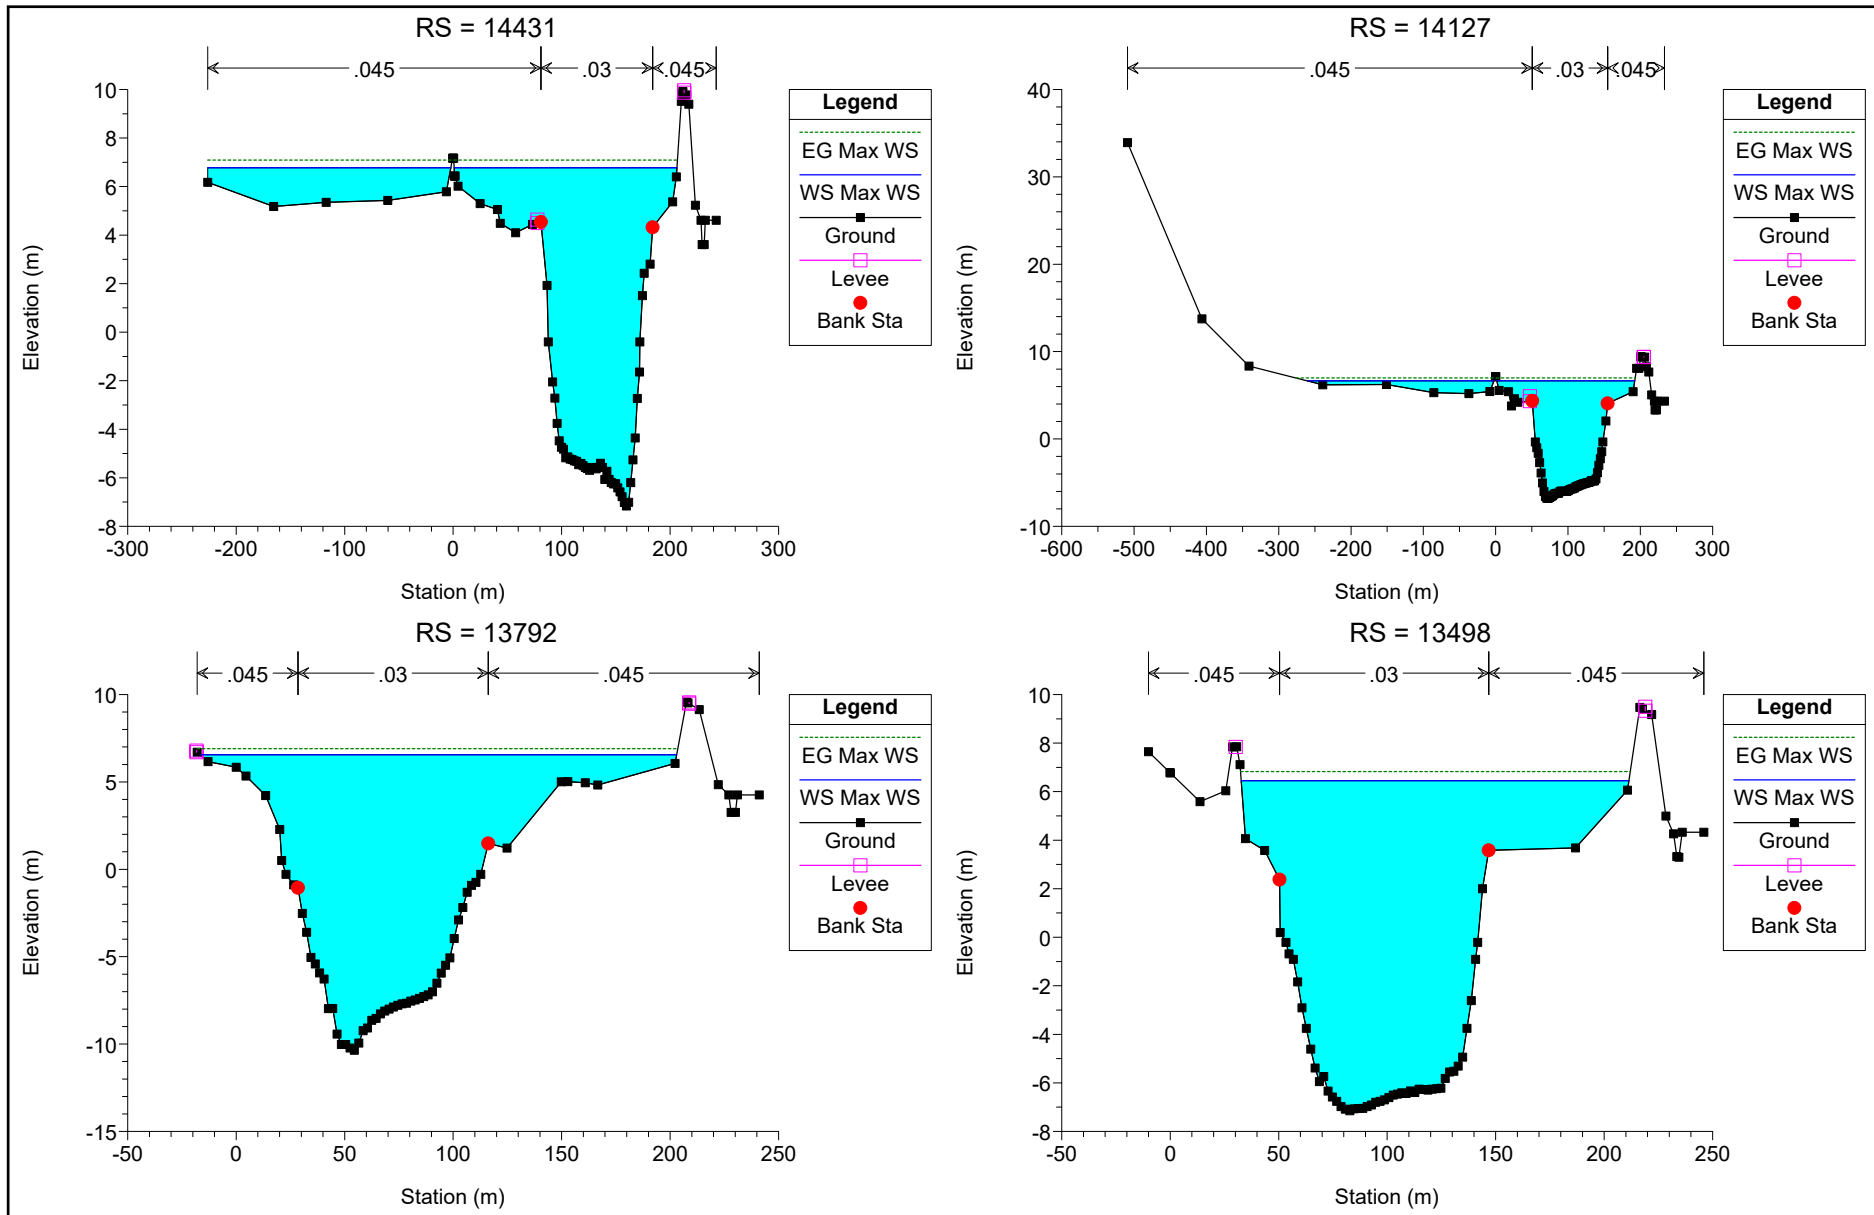 RS = 14431
.045 .03 .045
10
8
6
4
2
0
-2
-4
-6
-8
-300 -200 -100 0 100 200 300
Elevation (m)
Station (m)
Legend
EG Max WS
WS Max WS
Ground
Levee
Bank Sta
RS = 14127
.045 .03 .045
40
30
20
10
0
-10
-600 -500 -400 -300 -200 -100 0 100 200 300
Elevation (m)
Station (m)
Legend
EG Max WS
WS Max WS
Ground
Levee
Bank Sta
RS = 13792
.045 .03 .045
10
5
0
-5
-10
-15
-50 0 50 100 150 200 250
Elevation (m)
Station (m)
Legend
EG Max WS
WS Max WS
Ground
Levee
Bank Sta
RS = 13498
.045 .03 .045
10
8
6
4
2
0
-2
-4
-6
-8
-50 0 50 100 150 200 250
Elevation (m)
Station (m)
Legend
EG Max WS
WS Max WS
Ground
Levee
Bank Sta